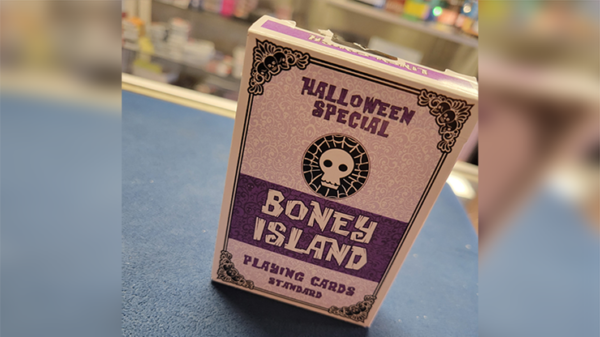 HALLOWEEN
SPECIAL
BONEY
ISLAND
PLAYING CARDS
STANDARD